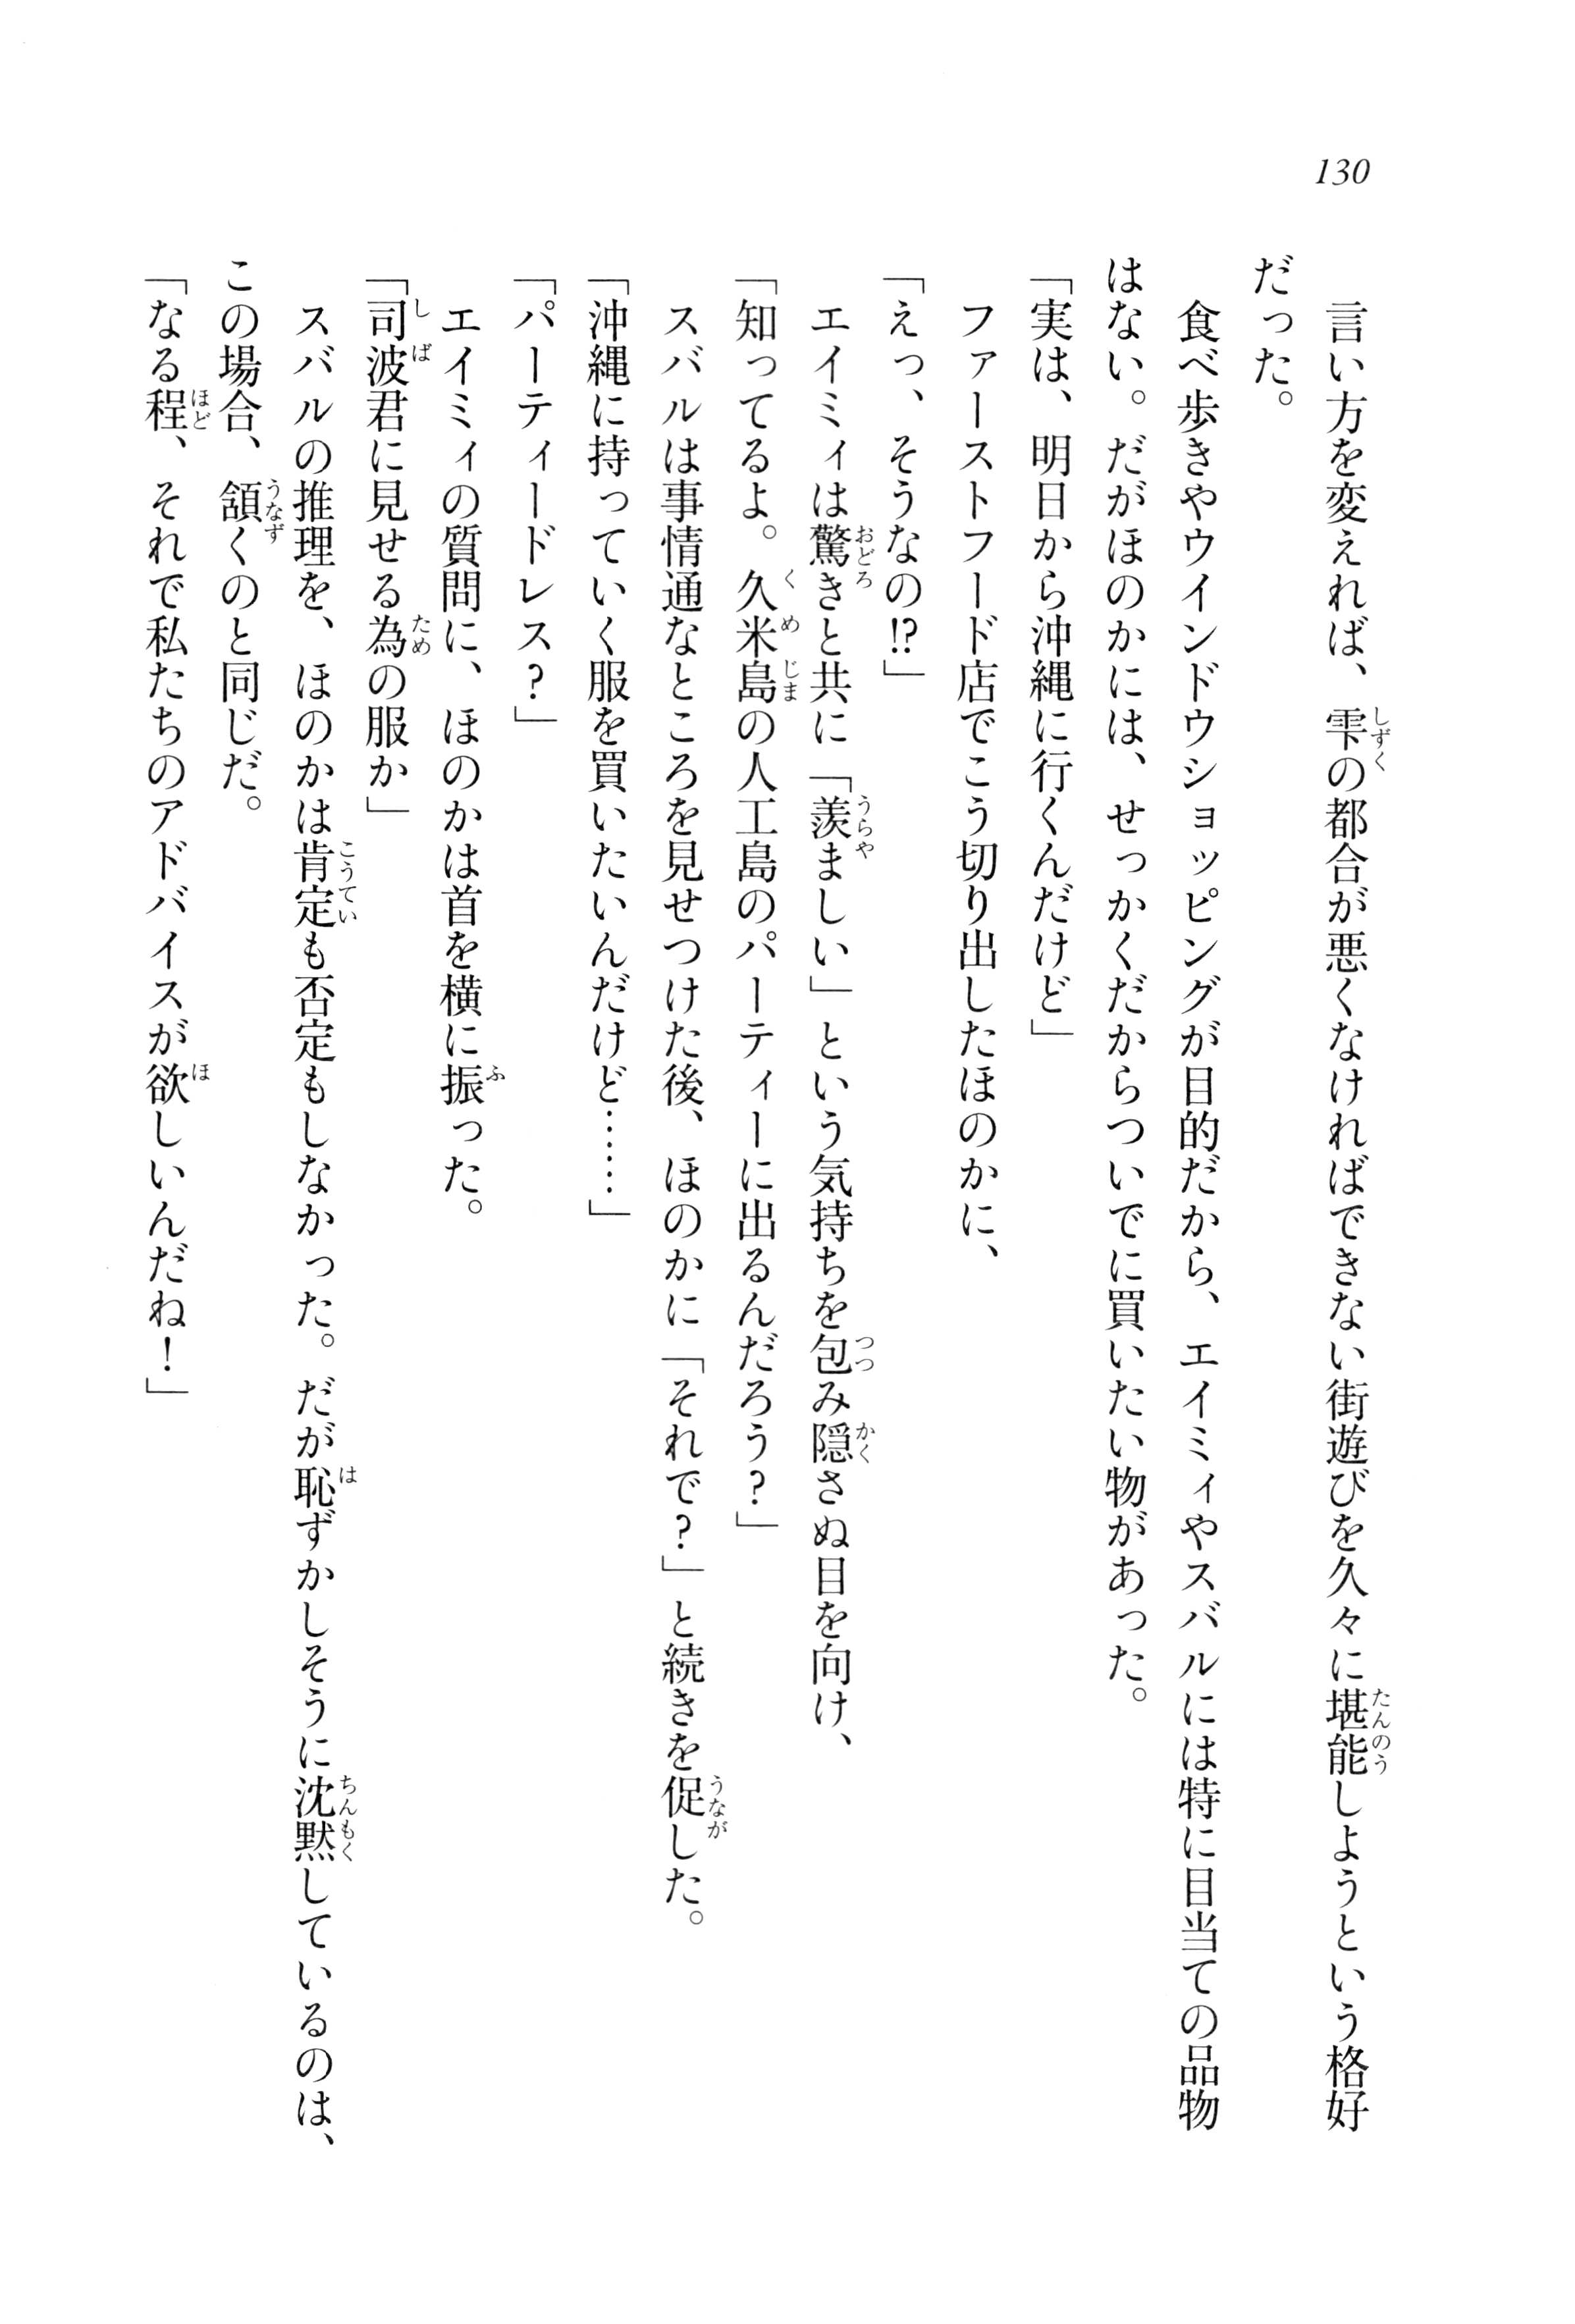 130
言い方を変えれば、雫の都合が悪くなければできない街遊びを久々に堪能しようという格好
だった。
食べ歩きやウインドウショッピングが目的だから、エイミィやスバルには特に目当ての品物
はない。だがほのかには、せっかくだからついでに買いたい物があった。
「実は、明日から沖縄に行くんだけど」
ファーストフード店でこう切り出したほのかに、
「えっ、そうなの!?」
エイミィは驚きと共に「羨ましい」という気持ちを包み隠さぬ目を向け、
「知ってるよ。久米島の人工島のパーティーに出るんだろう?」
スバルは事情通なところを見せつけた後、ほのかに「それで?」と続きを促した。
「沖縄に持っていく服を買いたいんだけど……」
「パーティードレス?」
エイミィの質問に、ほのかは首を横に振った。
「司波君に見せる為の服か」
スバルの推理を、ほのかは肯定も否定もしなかった。だが恥ずかしそうに沈黙しているのは、
この場合、頷くのと同じだ。
「なる程、それで私たちのアドバイスが欲しいんだね!」